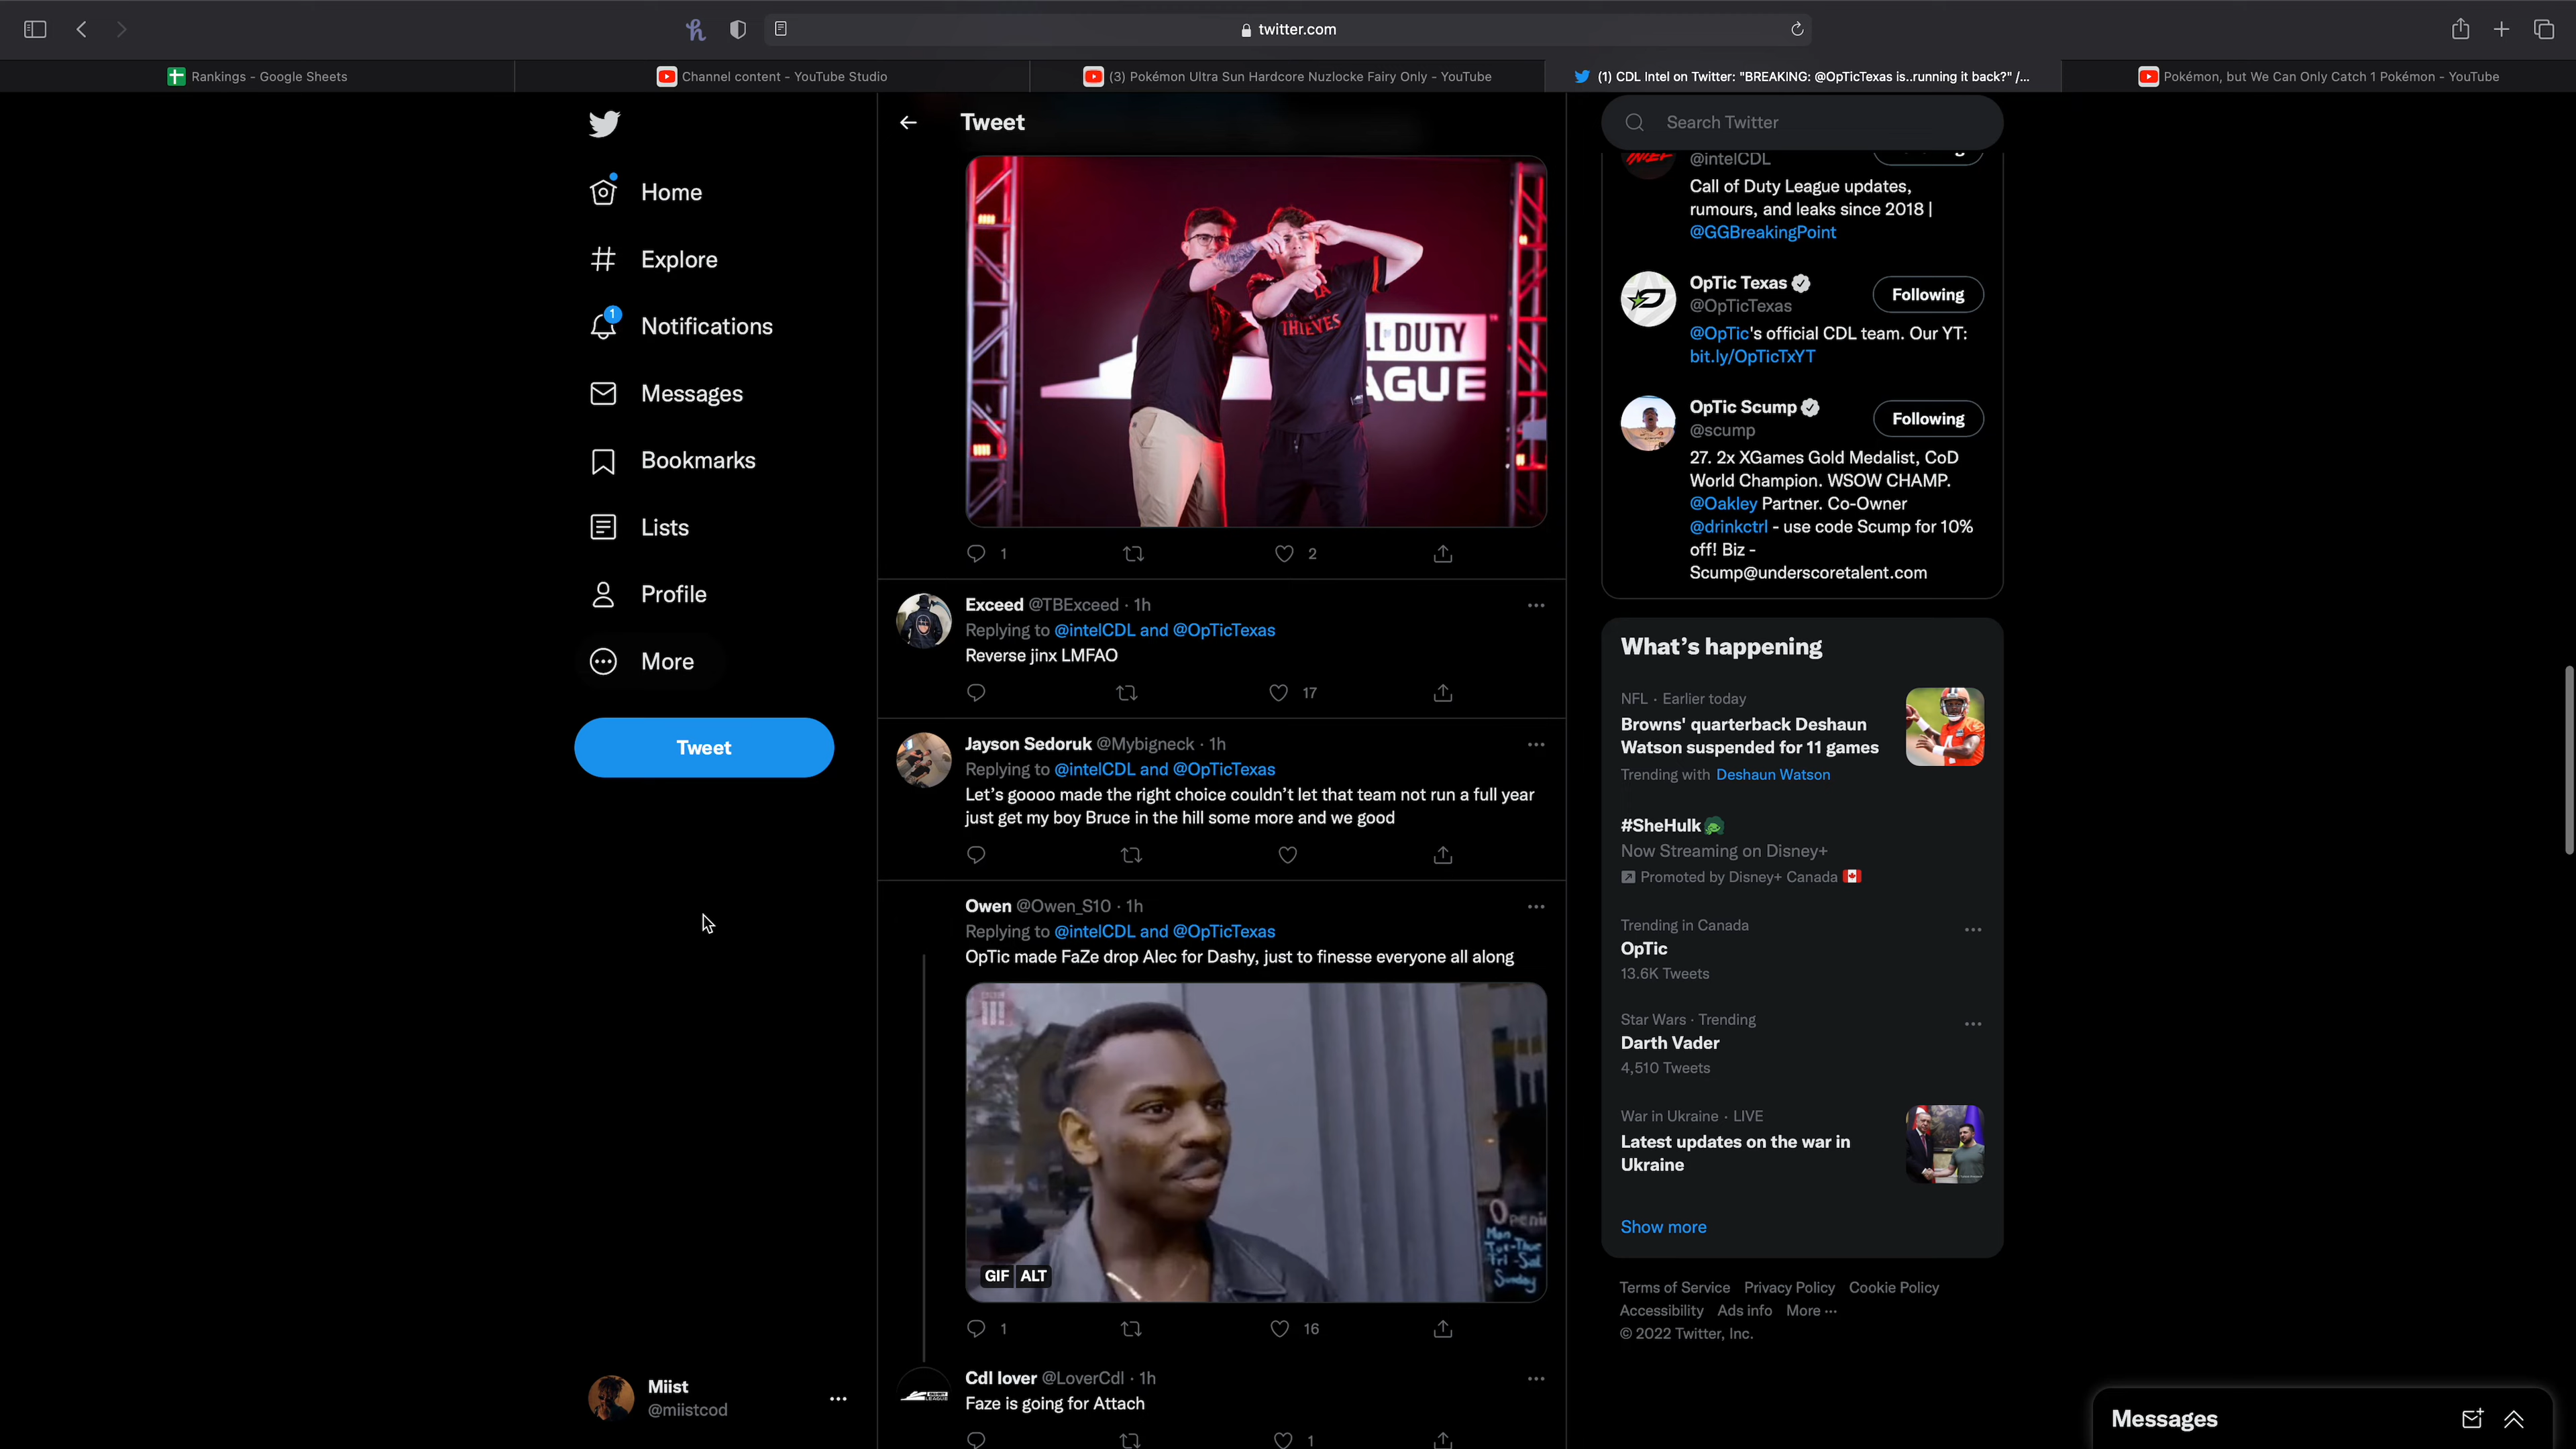 twitter.com
Rankings - Google Sheets
Channel content - YouTube Studio
(3) Pokémon Ultra Sun Hardcore Nuzlocke Fairy Only - YouTube
(1) CDL Intel on Twitter: "BREAKING: @OpTicTexas is..running it back?" /...
Pokémon, but We Can Only Catch 1 Pokémon - YouTube
Home
Explore
1
Notifications
Messages
Bookmarks
Lists
Profile
More
Tweet
Miist
@miistcod
Tweet
THIEVES
LL DUTY
AGUE
1
2
Exceed @TBExceed · 1h
Replying to @intelCDL and @OpTicTexas
Reverse jinx LMFAO
17
Jayson Sedoruk @Mybigneck · 1h
Replying to @intelCDL and @OpTicTexas
Let's goooo made the right choice couldn't let that team not run a full year
just get my boy Bruce in the hill some more and we good
Owen @Owen_S10 · 1h
Replying to @intelCDL and @OpTicTexas
OpTic made FaZe drop Alec for Dashy, just to finesse everyone all along
Openi
Mon
Tue-Thur
Fri-Sat
Sunday
GIF ALT
1
16
Cdl lover @LoverCdl · 1h
Faze is going for Attach
1
Search Twitter
@intelCDL
Call of Duty League updates,
rumours, and leaks since 2018 |
@GGBreakingPoint
OpTic Texas
@OpTicTexas
Following
@OpTic's official CDL team. Our YT:
bit.ly/OpTicTxYT
OpTic Scump
@scump
Following
27. 2x XGames Gold Medalist, CoD
World Champion. WSOW CHAMP.
@Oakley Partner. Co-Owner
@drinkctrl - use code Scump for 10%
off! Biz -
Scump@underscoretalent.com
What's happening
NFL · Earlier today
Browns' quarterback Deshaun
Watson suspended for 11 games
Trending with Deshaun Watson
#SheHulk
Now Streaming on Disney+
Promoted by Disney+ Canada
Trending in Canada
OpTic
13.6K Tweets
Star Wars · Trending
Darth Vader
4,510 Tweets
War in Ukraine · LIVE
Latest updates on the war in
Ukraine
Show more
Terms of Service Privacy Policy Cookie Policy
Accessibility Ads info More ···
© 2022 Twitter, Inc.
Messages